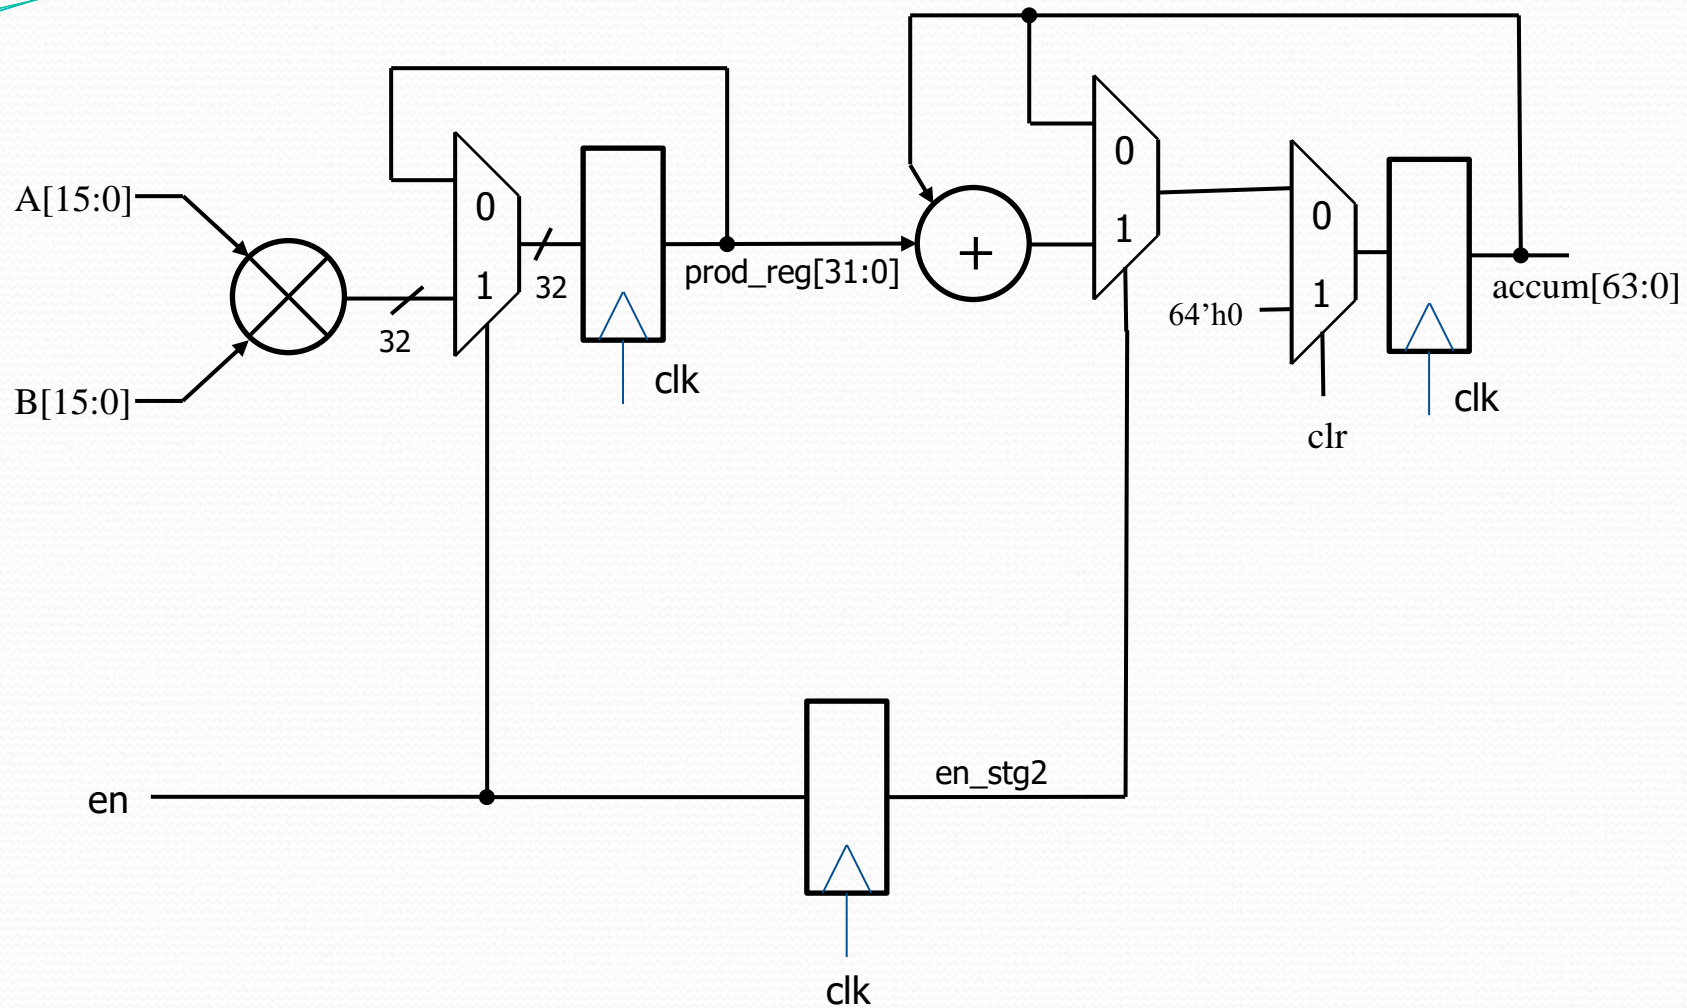 A[15:0]
B[15:0]
32
0
1
32
clk
prod_reg[31:0]
+
0
1
64’h0
0
1
clr
clk
accum[63:0]
en
en_stg2
clk